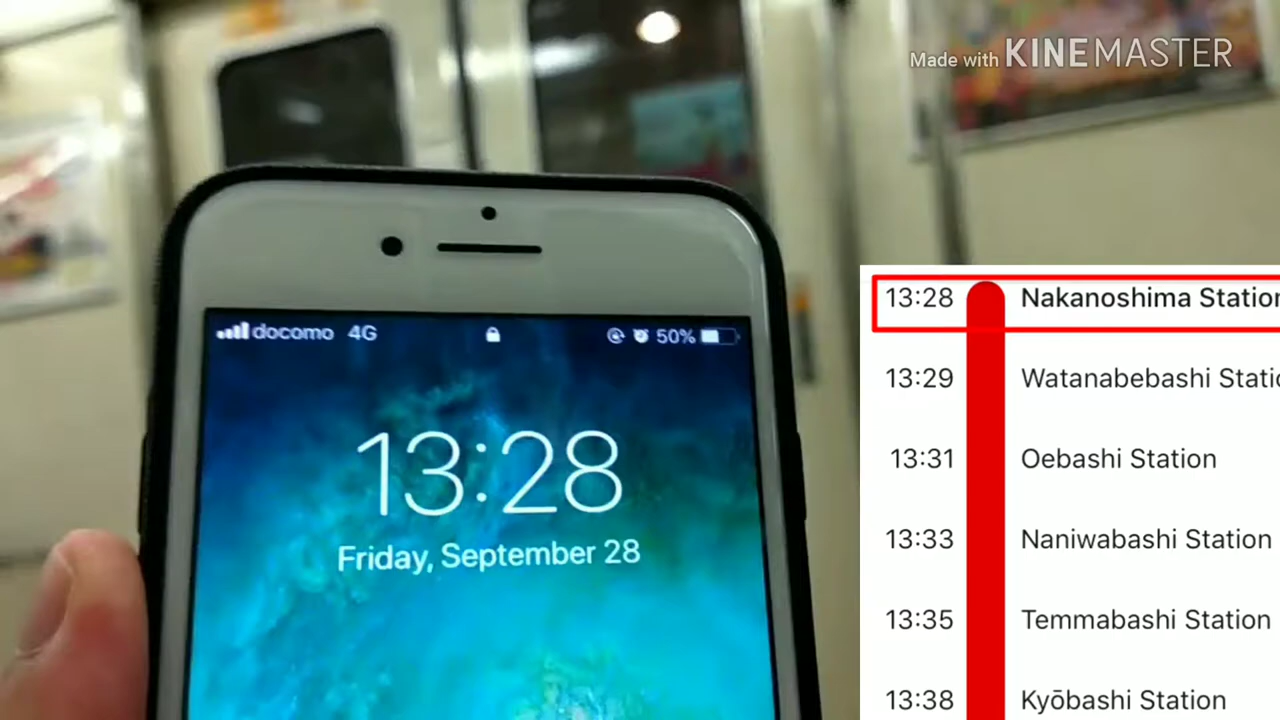 Made with KINEMASTER
docomo 4G 50%
13:28
Friday, September 28
13:28 Nakanoshima Station
13:29 Watanabebashi Static
13:31 Oebashi Station
13:33 Naniwabashi Station
13:35 Temmabashi Station
13:38 Kyōbashi Station